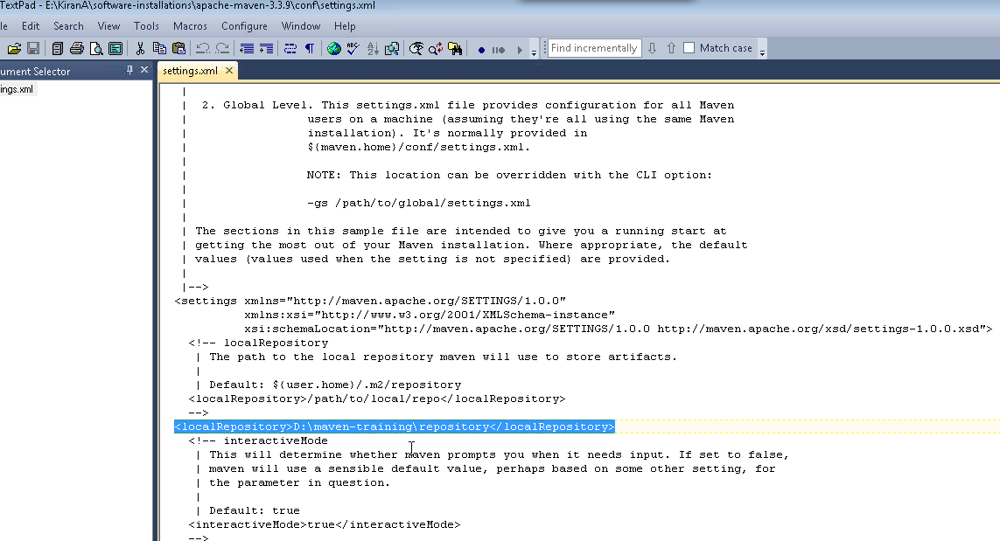 TextPad - E:\KiranA\software-installations\apache-maven-3.3.9\conf\settings.xml
le Edit Search View Tools Macros Configure Window Help
Find incrementally Match case
ument Selector
settings.xml
ings.xml
|
| 2. Global Level. This settings.xml file provides configuration for all Maven
| users on a machine (assuming they're all using the same Maven
| installation). It's normally provided in
| ${maven.home}/conf/settings.xml.
|
| NOTE: This location can be overridden with the CLI option:
|
| -gs /path/to/global/settings.xml
|
| The sections in this sample file are intended to give you a running start at
| getting the most out of your Maven installation. Where appropriate, the default
| values (values used when the setting is not specified) are provided.
|
|-->
<settings xmlns="http://maven.apache.org/SETTINGS/1.0.0"
xmlns:xsi="http://www.w3.org/2001/XMLSchema-instance"
xsi:schemaLocation="http://maven.apache.org/SETTINGS/1.0.0 http://maven.apache.org/xsd/settings-1.0.0.xsd">
<!-- localRepository
| The path to the local repository maven will use to store artifacts.
|
| Default: ${user.home}/.m2/repository
<localRepository>/path/to/local/repo</localRepository>
-->
<localRepository>D:\maven-training\repository</localRepository>
<!-- interactiveMode
| This will determine whether maven prompts you when it needs input. If set to false,
| maven will use a sensible default value, perhaps based on some other setting, for
| the parameter in question.
|
| Default: true
<interactiveMode>true</interactiveMode>
-->